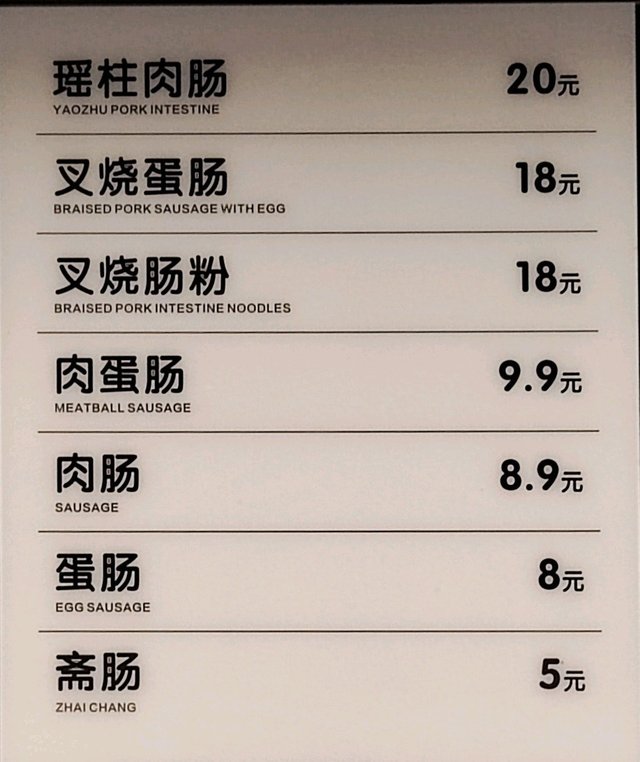 瑶柱肉肠 20元
YAOZHU PORK INTESTINE
叉烧蛋肠 18元
BRAISED PORK SAUSAGE WITH EGG
叉烧肠粉 18元
BRAISED PORK INTESTINE NOODLES
肉蛋肠 9.9元
MEATBALL SAUSAGE
肉肠 8.9元
SAUSAGE
蛋肠 8元
EGG SAUSAGE
斋肠 5元
ZHAI CHANG